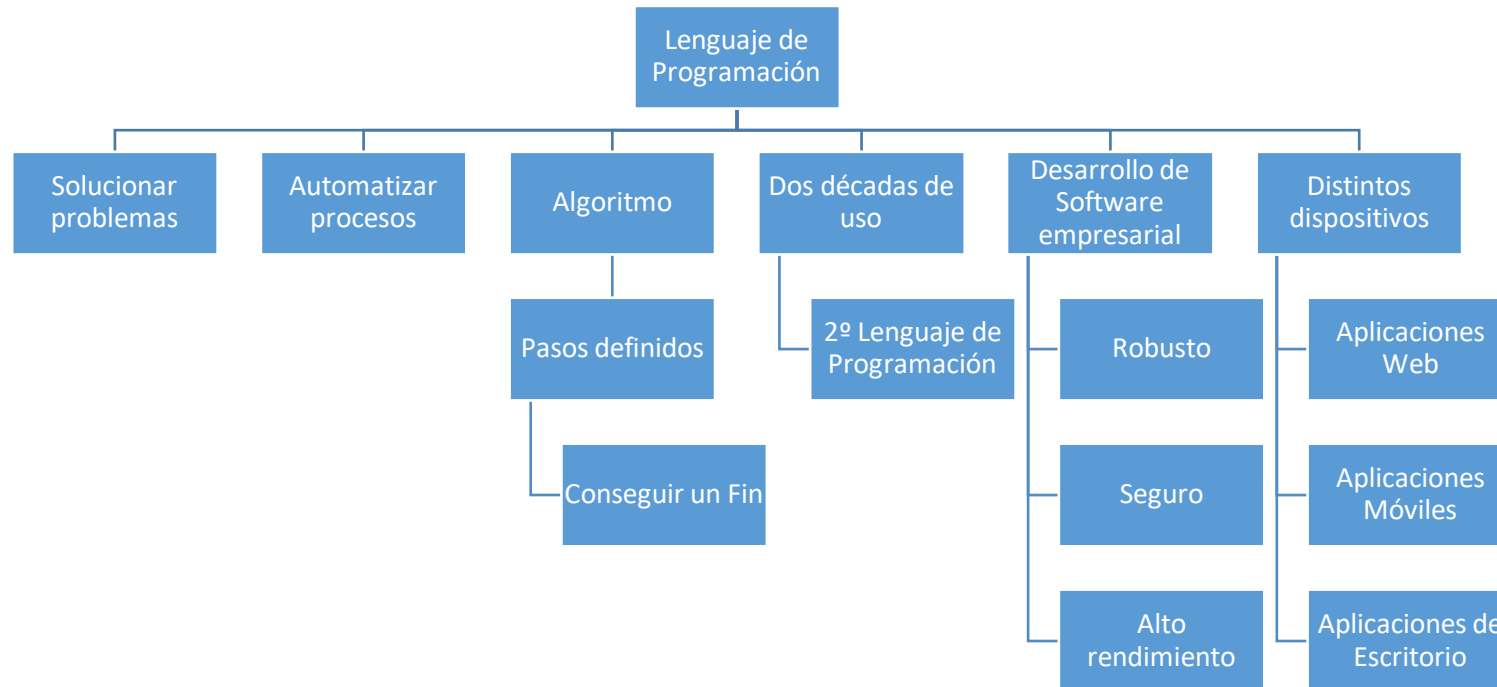 Lenguaje de
Programación
Solucionar
problemas
Automatizar
procesos
Algoritmo
Dos décadas de
uso
Desarrollo de
Software
empresarial
Distintos
dispositivos
Pasos definidos
2º Lenguaje de
Programación
Robusto
Aplicaciones
Web
Conseguir un Fin
Seguro
Aplicaciones
Móviles
Alto
rendimiento
Aplicaciones de
Escritorio